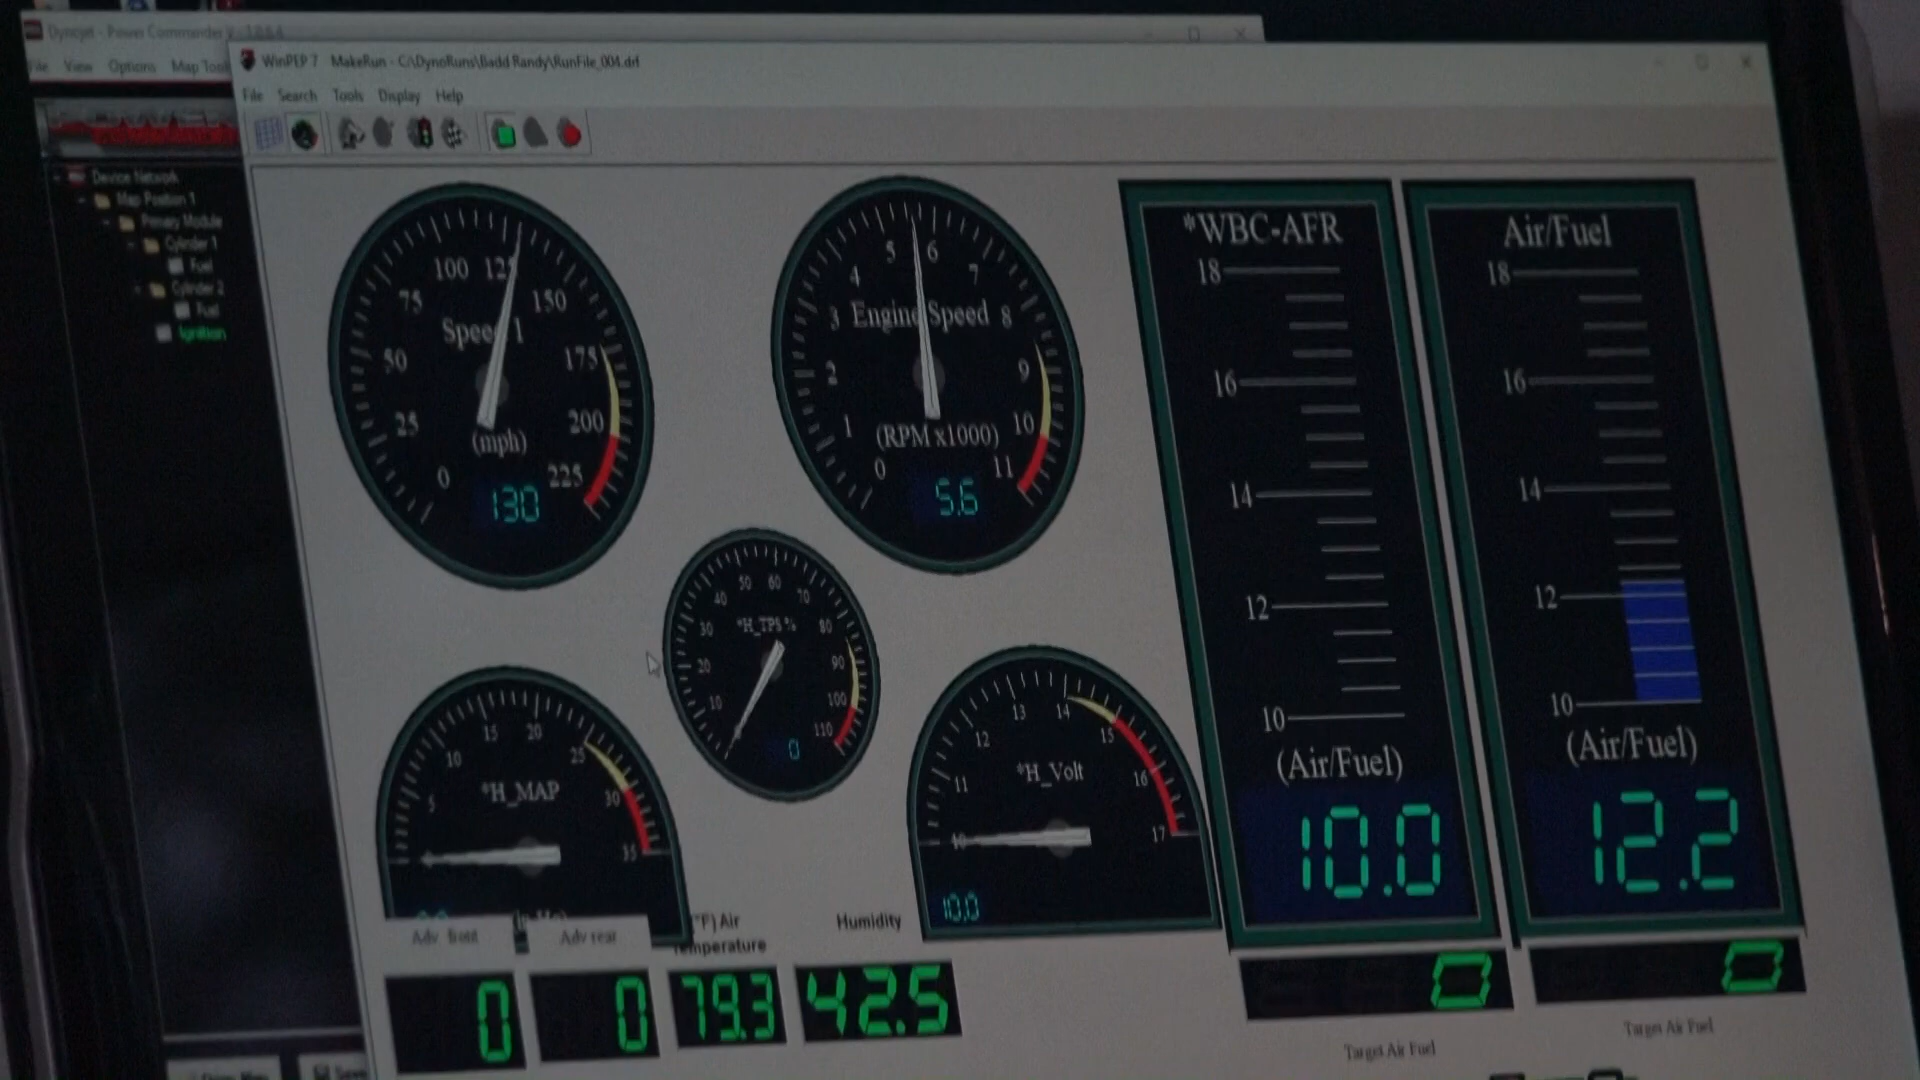 Dynojet - Power Commander V
File View Options Map Tools
WinPEP 7 MakeRun - C:\DynoRuns\Badd Randy\RunFile_004.drf
File Search Tools Display Help
Device Network
Map Position 1
Primary Module
Cylinder 1
Fuel
Cylinder 2
Fuel
Ignition
0 25 50 75 100 125 150 175 200 225
Speed 1
(mph)
130
0 1 2 3 4 5 6 7 8 9 10 11
Engine Speed
(RPM x1000)
5.6
10 20 30 40 50 60 70 80 90 100 110
*H_TPS %
0
5 10 15 20 25 30 35
*H_MAP
10 11 12 13 14 15 16 17
*H_Volt
10.0
*WBC-AFR
18
16
14
12
10
(Air/Fuel)
10.0
Air/Fuel
18
16
14
12
10
(Air/Fuel)
12.2
Adv front
0
Adv rear
0
(°F) Air
Temperature
79.3
Humidity
42.5
0
Target Air Fuel
0
Target Air Fuel
Save